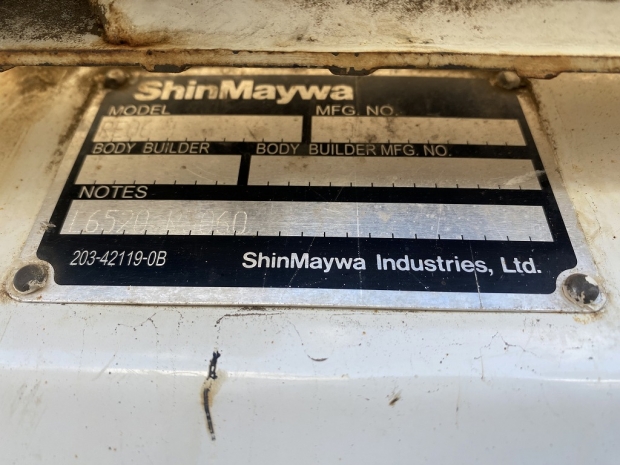 ShinMaywa
MODEL MFG. NO.
BODY BUILDER BODY BUILDER MFG. NO.
NOTES
203-42119-0B ShinMaywa Industries, Ltd.